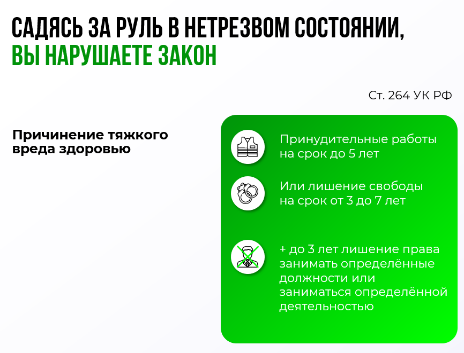 САДЯСЬ ЗА РУЛЬ В НЕТРЕЗВОМ СОСТОЯНИИ,
ВЫ НАРУШАЕТЕ ЗАКОН
Ст. 264 УК РФ
Причинение тяжкого
вреда здоровью
Принудительные работы
на срок до 5 лет
Или лишение свободы
на срок от 3 до 7 лет
+ до 3 лет лишение права
занимать определённые
должности или
заниматься определённой
деятельностью